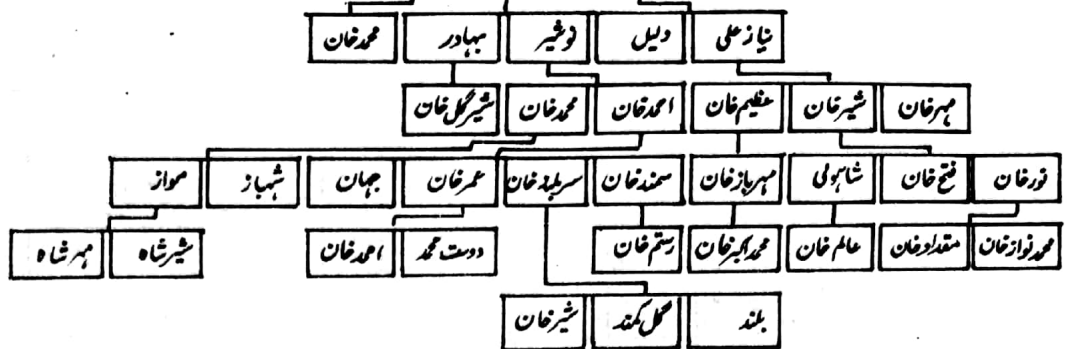 نیاز علی دلیل نوشیر بہادر محمد خان
مہر خان شیر خان عظیم خان احمد خان محمد خان شیر گل خان
نور خان فتح خان شاہولی مہرباز خان سمند خان سربلند خان عمر خان جہان شہباز مواز
محمد نواز خان مقداد خان عالم خان محمد اکبر خان رستم خان دوست محمد احمد خان شیر شاہ مہر شاہ
بلند گل کمند شیر خان